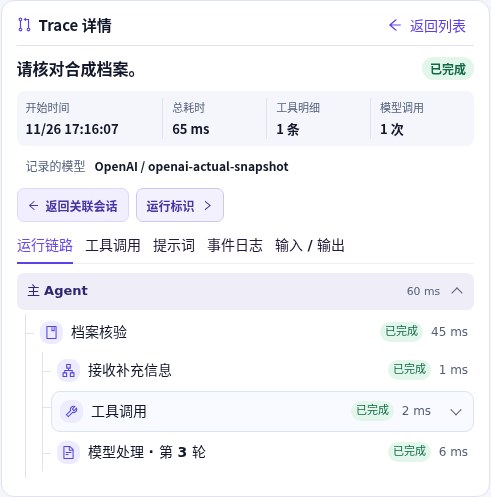 Trace 详情
返回列表
请核对合成档案。
已完成
开始时间 总耗时 工具明细 模型调用
11/26 17:16:07 65 ms 1 条 1 次
记录的模型 OpenAI / openai-actual-snapshot
返回关联会话 运行标识
运行链路 工具调用 提示词 事件日志 输入 / 输出
主 Agent 60 ms
档案核验 已完成 45 ms
接收补充信息 已完成 1 ms
工具调用 已完成 2 ms
模型处理 · 第 3 轮 已完成 6 ms